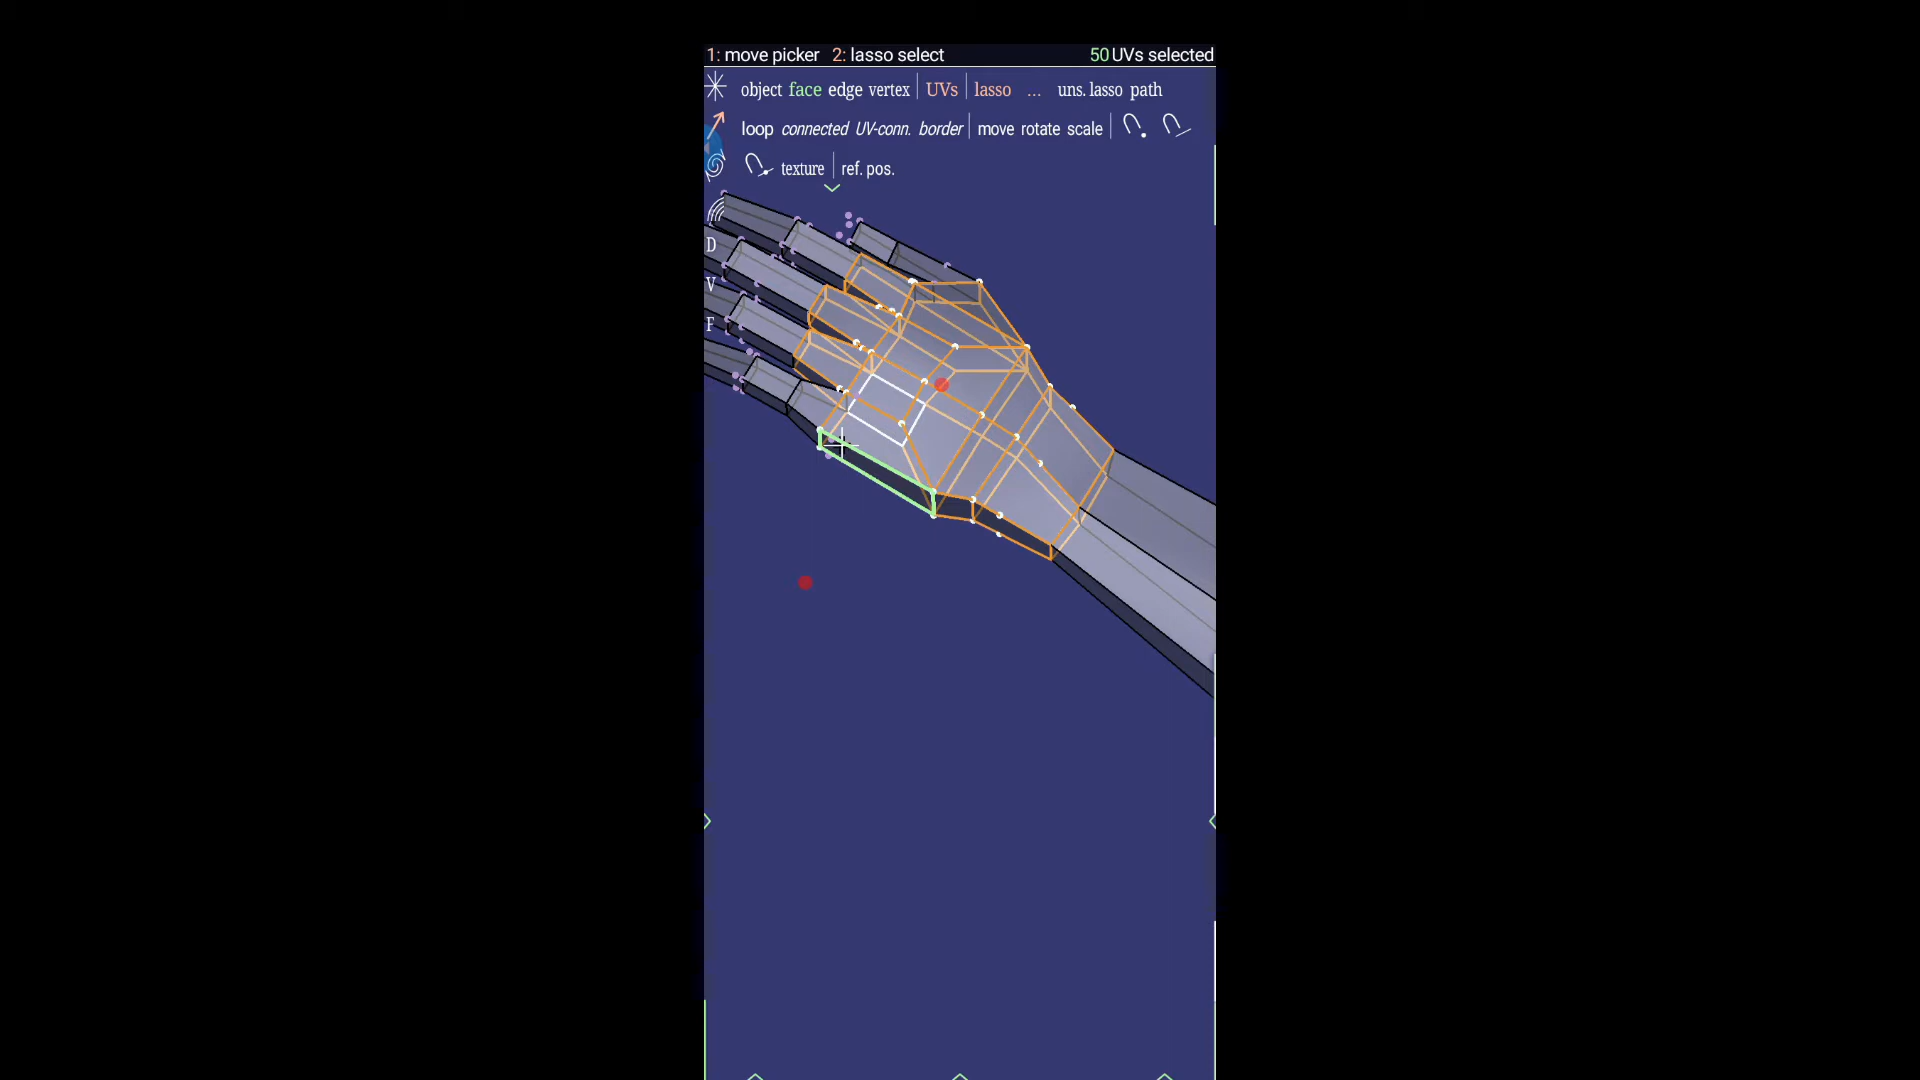 1: move picker 2: lasso select 50 UVs selected
object face edge vertex UVs lasso ... uns. lasso path
loop connected UV-conn. border move rotate scale
texture ref. pos.
D
V
F